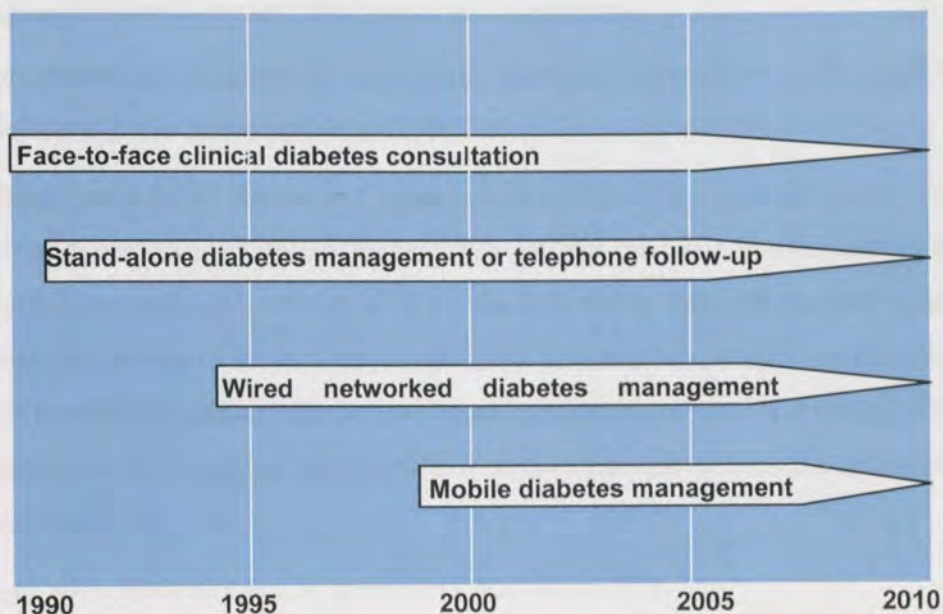 Face-to-face clinical diabetes consultation
Stand-alone diabetes management or telephone follow-up
Wired networked diabetes management
Mobile diabetes management
1990 1995 2000 2005 2010